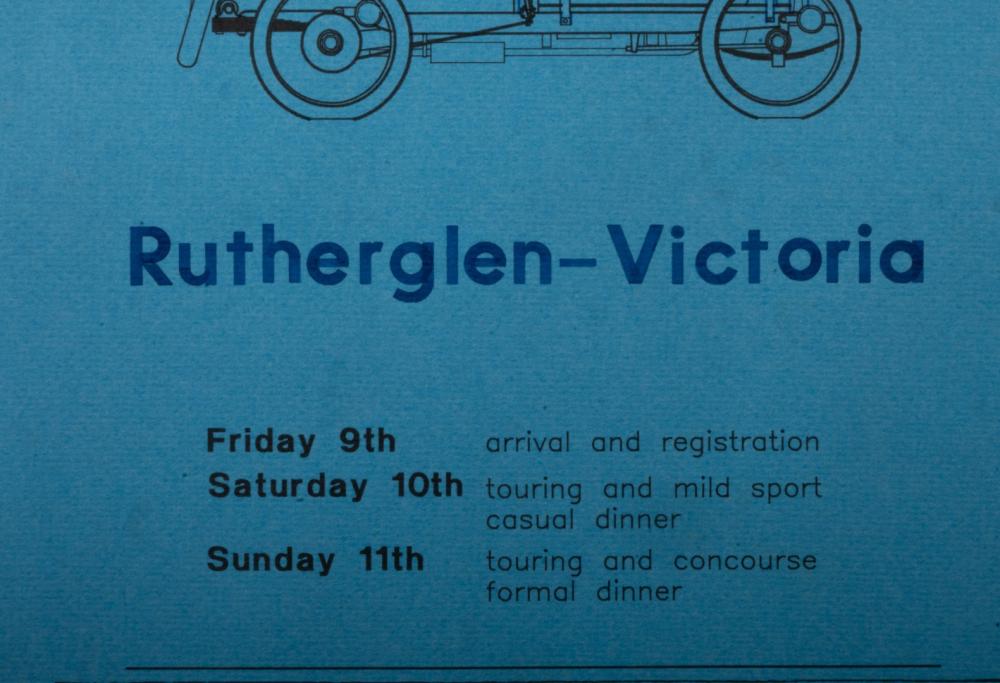 Rutherglen–Victoria
Friday 9th arrival and registration
Saturday 10th touring and mild sport
casual dinner
Sunday 11th touring and concourse
formal dinner